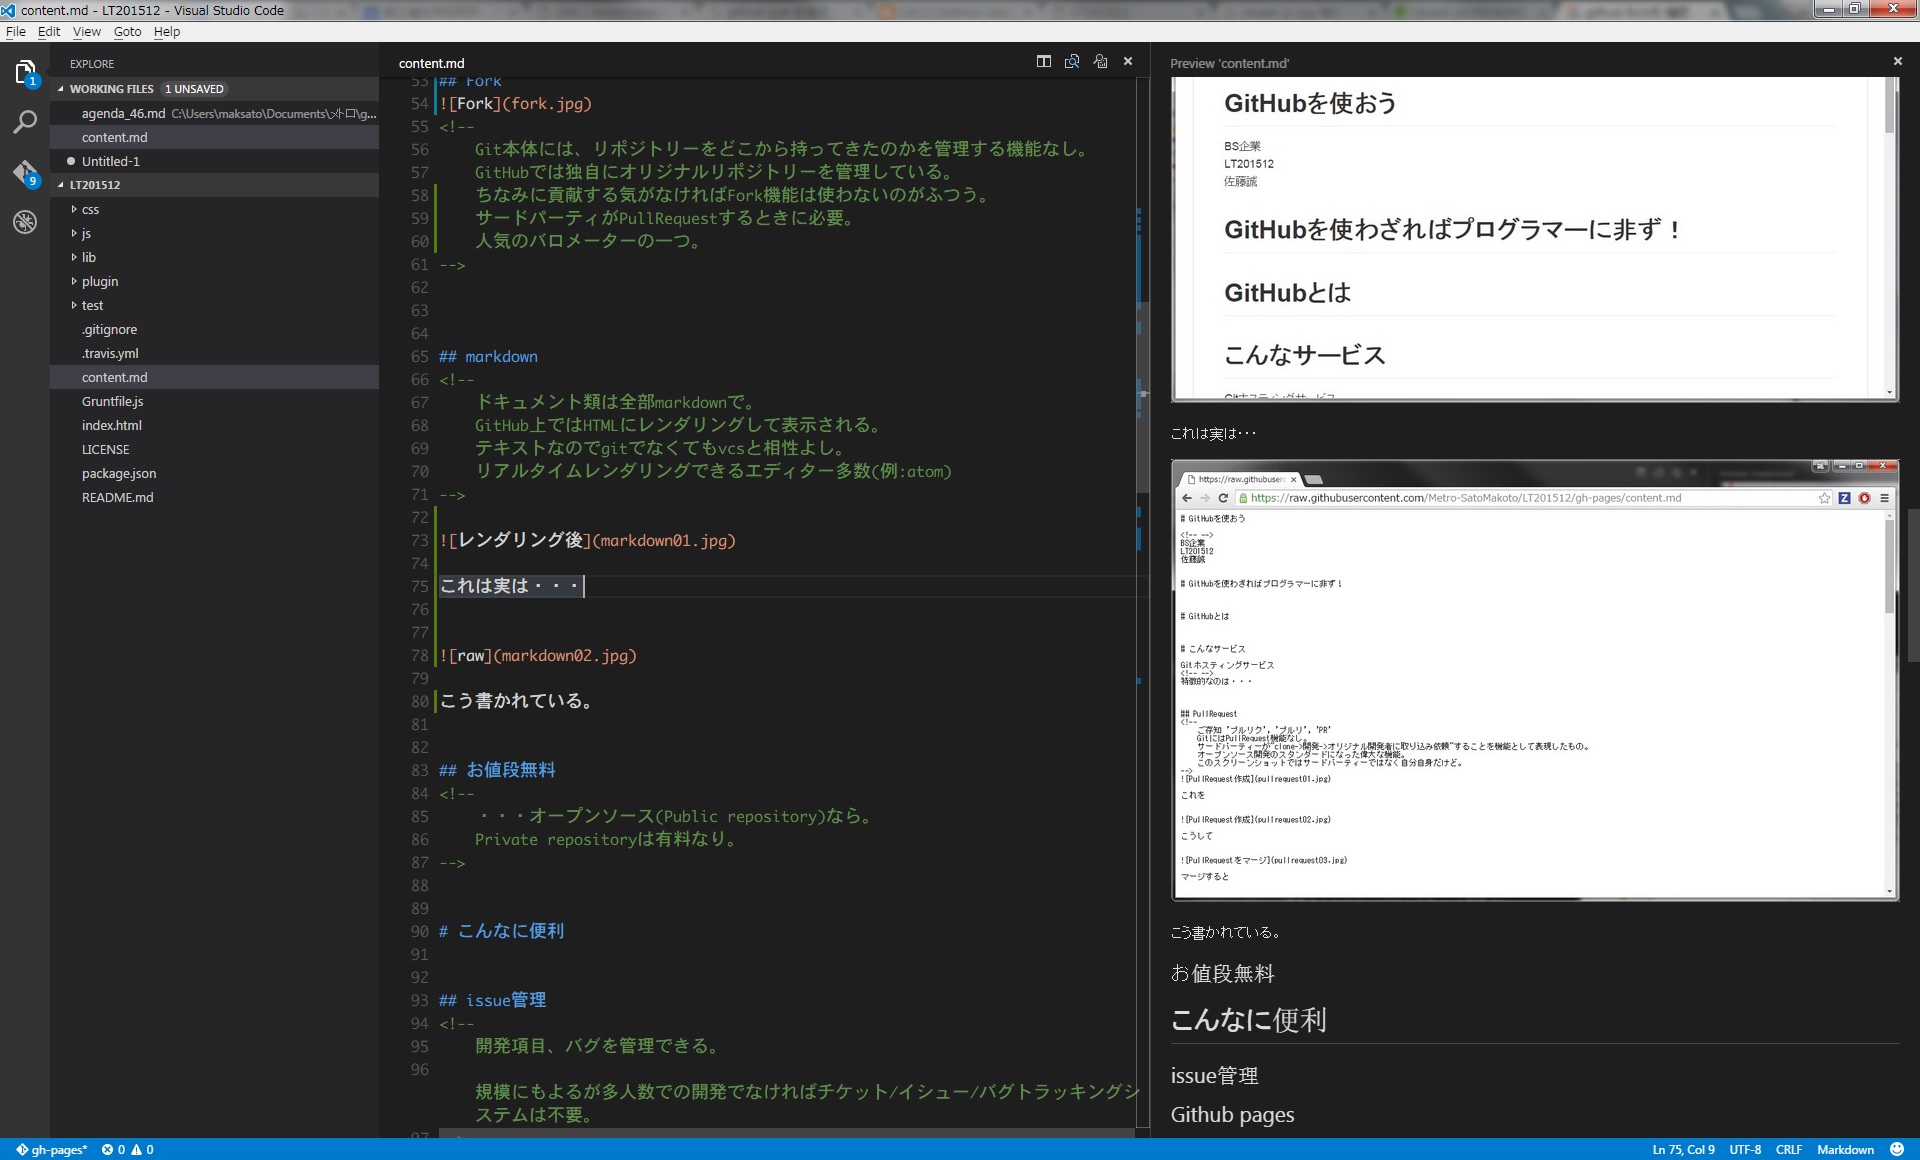 content.md - LT201512 - Visual Studio Code
File Edit View Goto Help
EXPLORE
WORKING FILES 1 UNSAVED
agenda_46.md C:\Users\maksato\Documents\メトロ\g...
content.md
Untitled-1
LT201512
css
js
lib
plugin
test
.gitignore
.travis.yml
content.md
Gruntfile.js
index.html
LICENSE
package.json
README.md
1
9
content.md
53 ## Fork
54 ![Fork](fork.jpg)
55 <!--
56 Git本体には、リポジトリーをどこから持ってきたのかを管理する機能なし。
57 GitHubでは独自にオリジナルリポジトリーを管理している。
58 ちなみに貢献する気がなければFork機能は使わないのがふつう。
59 サードパーティがPullRequestするときに必要。
60 人気のバロメーターの一つ。
61 -->
62
63
64
65 ## markdown
66 <!--
67 ドキュメント類は全部markdownで。
68 GitHub上ではHTMLにレンダリングして表示される。
69 テキストなのでgitでなくてもvcsと相性よし。
70 リアルタイムレンダリングできるエディター多数(例:atom)
71 -->
72
73 ![レンダリング後](markdown01.jpg)
74
75 これは実は・・・
76
77
78 ![raw](markdown02.jpg)
79
80 こう書かれている。
81
82
83 ## お値段無料
84 <!--
85 ・・・オープンソース(Public repository)なら。
86 Private repositoryは有料なり。
87 -->
88
89
90 # こんなに便利
91
92
93 ## issue管理
94 <!--
95 開発項目、バグを管理できる。
96
規模にもよるが多人数での開発でなければチケット/イシュー/バグトラッキングシ
ステムは不要。
97
Preview 'content.md'
GitHubを使おう
BS企業
LT201512
佐藤誠
GitHubを使わざればプログラマーに非ず！
GitHubとは
こんなサービス
Gitホスティングサービス
これは実は・・・
https://raw.githubuser
https://raw.githubusercontent.com/Metro-SatoMakoto/LT201512/gh-pages/content.md
# GitHubを使おう
<!-- -->
BS企業
LT201512
佐藤誠
# GitHubを使わざればプログラマーに非ず！
# GitHubとは
# こんなサービス
Gitホスティングサービス
<!-- -->
特徴的なのは・・・
## PullRequest
<!--
ご存知 'プルリク', 'プルリ', 'PR'
GitにはPullRequest機能なし。
サードパーティーが"clone->開発->オリジナル開発者に取り込み依頼"することを機能として表現したもの。
オープンソース開発のスタンダードになった偉大な機能。
このスクリーンショットではサードパーティーではなく自分自身だけど。
-->
![PullRequest作成](pullrequest01.jpg)
これを
![PullRequest作成](pullrequest02.jpg)
こうして
![PullRequestをマージ](pullrequest03.jpg)
マージすると
こう書かれている。
お値段無料
こんなに便利
issue管理
Github pages
gh-pages* 0 0
Ln 75, Col 9 UTF-8 CRLF Markdown